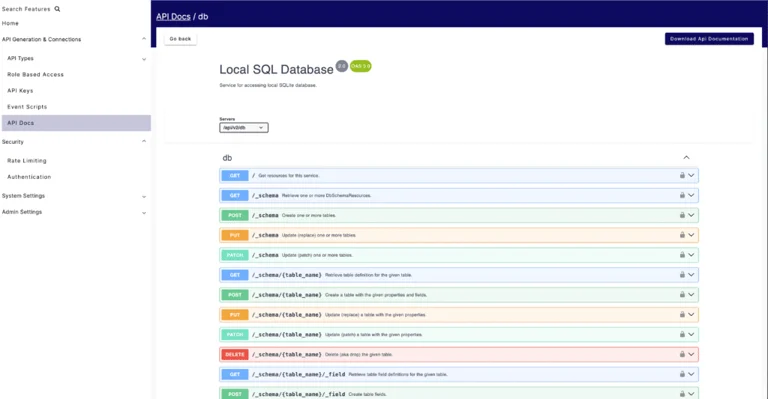 Search Features
Home
API Generation & Connections
API Types
Role Based Access
API Keys
Event Scripts
API Docs
Security
Rate Limiting
Authentication
System Settings
Admin Settings
API Docs / db
Go back
Download Api Documentation
Local SQL Database 2.0 OAS 3.0
Service for accessing local SQLite database.
Servers
/api/v2/db
db
GET / Get resources for this service.
GET /_schema Retrieve one or more DbSchemaResources.
POST /_schema Create one or more tables.
PUT /_schema Update (replace) one or more tables.
PATCH /_schema Update (patch) one or more tables.
GET /_schema/{table_name} Retrieve table definition for the given table.
POST /_schema/{table_name} Create a table with the given properties and fields.
PUT /_schema/{table_name} Update (replace) a table with the given properties.
PATCH /_schema/{table_name} Update (patch) a table with the given properties.
DELETE /_schema/{table_name} Delete (aka drop) the given table.
GET /_schema/{table_name}/_field Retrieve table field definitions for the given table.
POST /_schema/{table_name}/_field Create table fields.